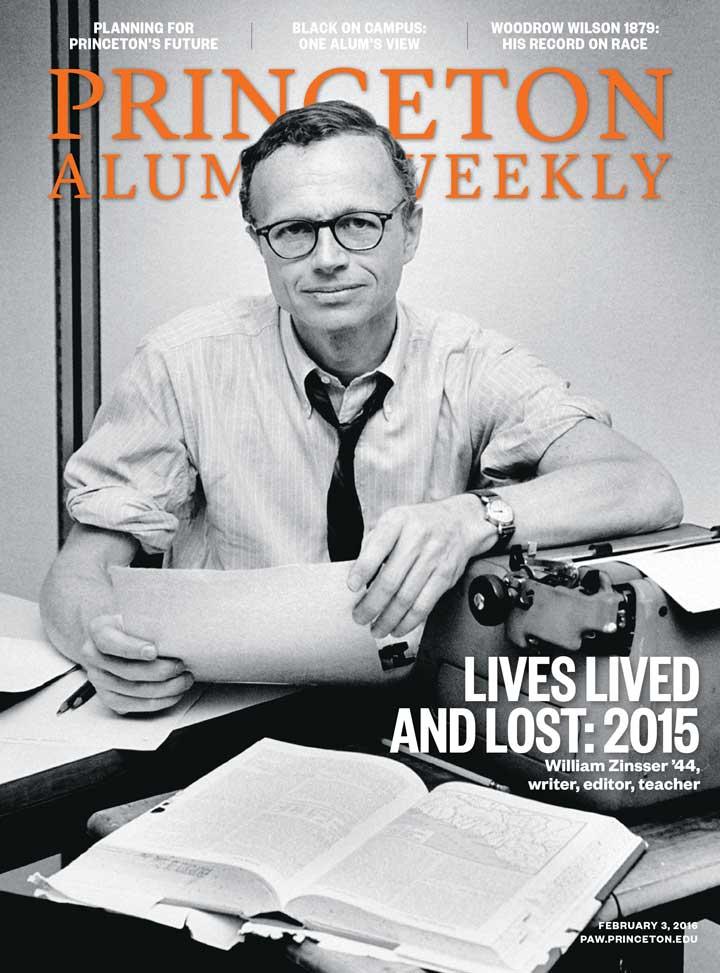 PLANNING FOR
PRINCETON'S FUTURE
BLACK ON CAMPUS:
ONE ALUM'S VIEW
WOODROW WILSON 1879:
HIS RECORD ON RACE
PRINCETON
ALUM WEEKLY
LIVES LIVED
AND LOST: 2015
William Zinsser '44,
writer, editor, teacher
FEBRUARY 3, 2016
PAW.PRINCETON.EDU